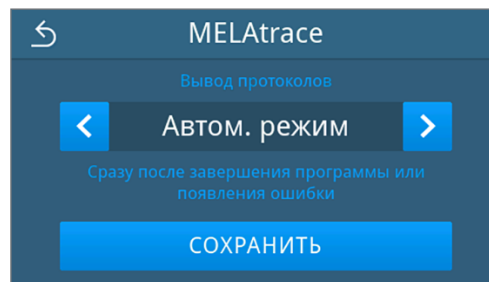 MELAtrace
Вывод протоколов
Автом. режим
Сразу после завершения программы или
появления ошибки
СОХРАНИТЬ